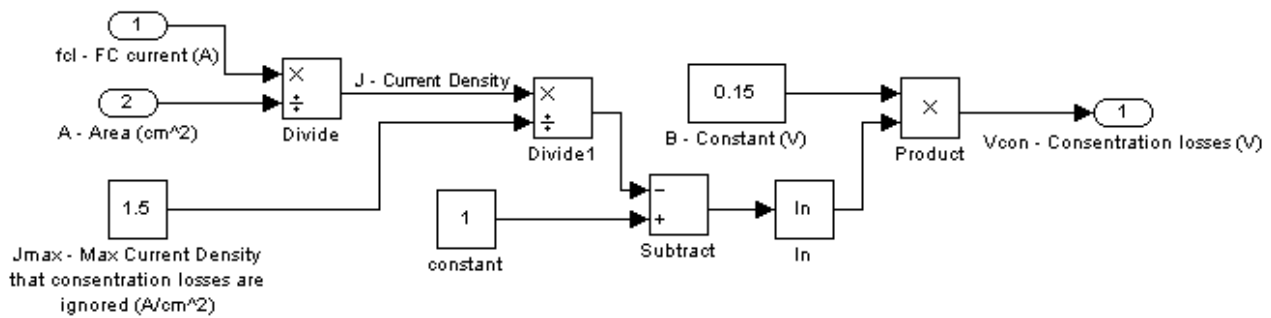 1
fcI - FC current (A)
2
A - Area (cm^2)
×
÷
Divide
J - Current Density
×
÷
Divide1
0.15
B - Constant (V)
×
Product
1
Vcon - Consentration losses (V)
1.5
Jmax - Max Current Density
that consentration losses are
ignored (A/cm^2)
1
constant
−
+
Subtract
ln
ln